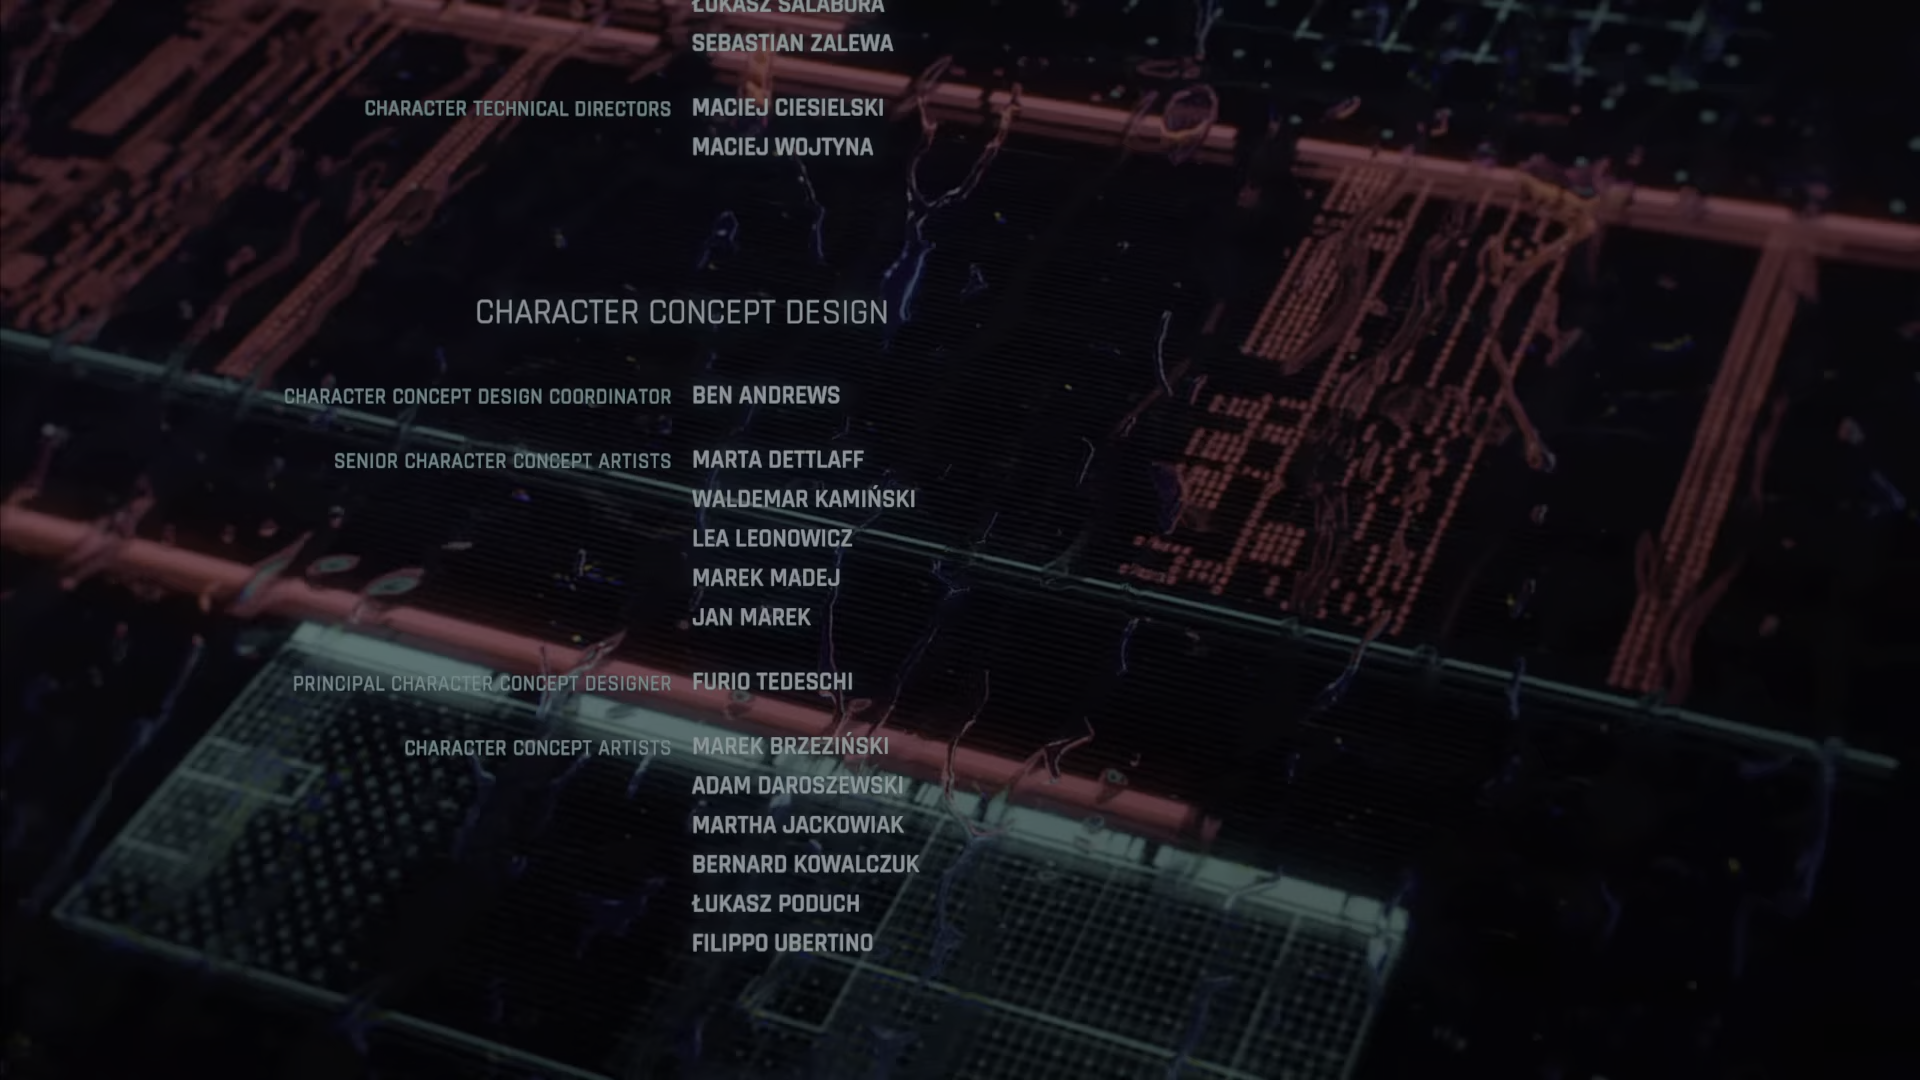 ŁUKASZ SALABURA
SEBASTIAN ZALEWA
CHARACTER TECHNICAL DIRECTORS MACIEJ CIESIELSKI
MACIEJ WOJTYNA
CHARACTER CONCEPT DESIGN
CHARACTER CONCEPT DESIGN COORDINATOR BEN ANDREWS
SENIOR CHARACTER CONCEPT ARTISTS MARTA DETTLAFF
WALDEMAR KAMIŃSKI
LEA LEONOWICZ
MAREK MADEJ
JAN MAREK
PRINCIPAL CHARACTER CONCEPT DESIGNER FURIO TEDESCHI
CHARACTER CONCEPT ARTISTS MAREK BRZEZIŃSKI
ADAM DAROSZEWSKI
MARTHA JACKOWIAK
BERNARD KOWALCZUK
ŁUKASZ PODUCH
FILIPPO UBERTINO